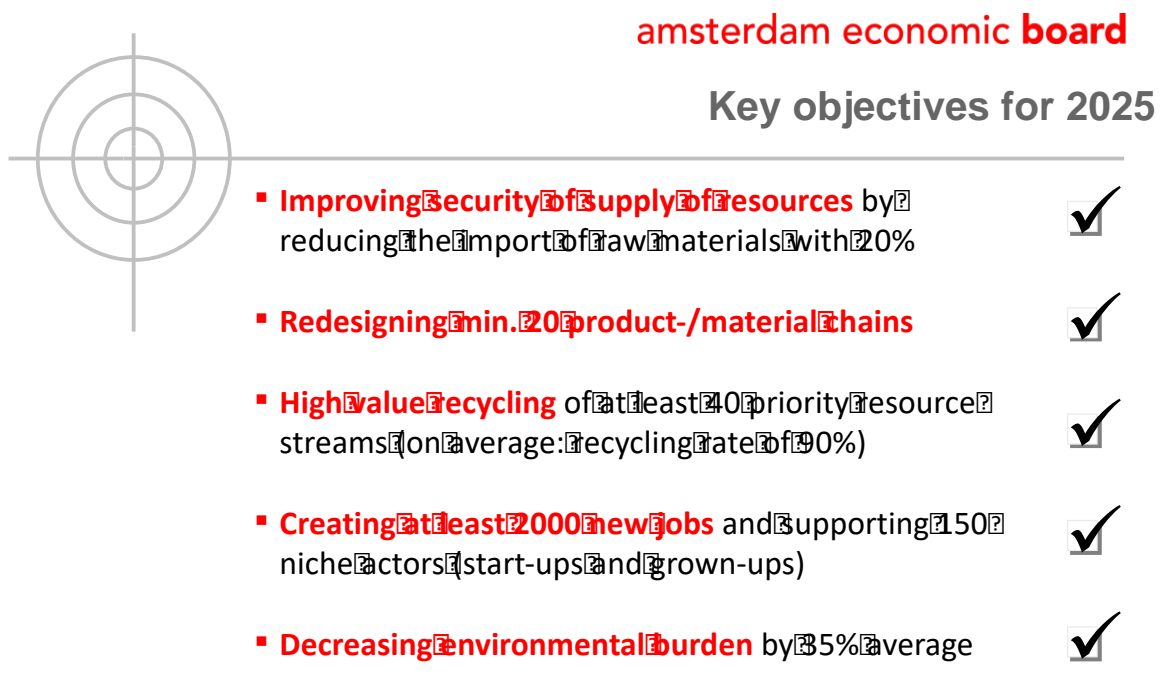 amsterdam economic board
Key objectives for 2025
▪ Improving security of supply of resources by
reducing the import of raw materials with 20%
▪ Redesigning min. 20 product-/material chains
▪ High value recycling of at least 40 priority resource
streams (on average: recycling rate of 90%)
▪ Creating at least 2000 new jobs and supporting 150
niche actors (start-ups and grown-ups)
▪ Decreasing environmental burden by 35% average